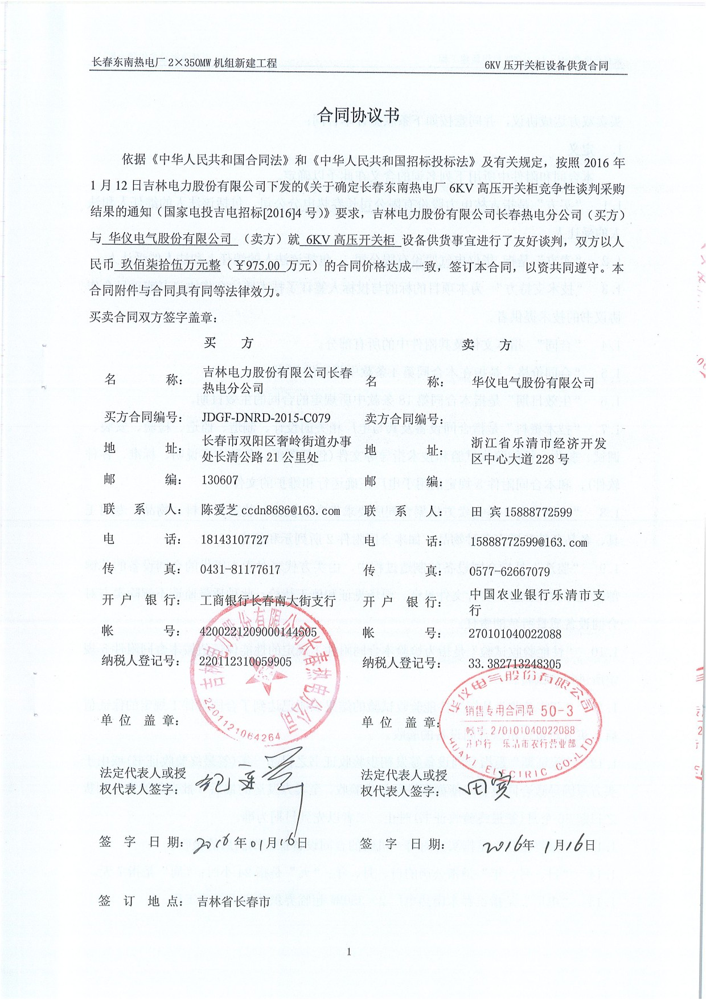 长春东南热电厂 2×350MW 机组新建工程 6KV 压开关柜设备供货合同
合同协议书
依据《中华人民共和国合同法》和《中华人民共和国招标投标法》及有关规定，按照 2016 年
1 月 12 日吉林电力股份有限公司下发的《关于确定长春东南热电厂 6KV 高压开关柜竞争性谈判采购
结果的通知（国家电投吉电招标[2016]4 号）》要求，吉林电力股份有限公司长春热电分公司（买方）
与 华仪电气股份有限公司 （卖方）就 6KV 高压开关柜 设备供货事宜进行了友好谈判，双方以人
民币 玖佰柒拾伍万元整（¥975.00 万元）的合同价格达成一致，签订本合同，以资共同遵守。本
合同附件与合同具有同等法律效力。
买卖合同双方签字盖章：
买 方 卖 方
名 称： 吉林电力股份有限公司长春
热电分公司
名 称： 华仪电气股份有限公司
买方合同编号： JDGF-DNRD-2015-C079 卖方合同编号：
地 址： 长春市双阳区奢岭街道办事
处长清公路 21 公里处
地 址： 浙江省乐清市经济开发
区中心大道 228 号
邮 编： 130607 邮 编：
联 系 人： 陈爱芝 ccdn8686@163.com 联 系 人： 田 宾 15888772599
电 话： 18143107727 电 话： 15888772599@163.com
传 真： 0431-81177617 传 真： 0577-62667079
开 户 银 行： 工商银行长春南大街支行 开 户 银 行： 中国农业银行乐清市支
行
帐 号： 4200221209000144505 帐 号： 270101040022088
纳税人登记号： 220112310059905 纳税人登记号： 33.382713248305
单 位 盖 章： 单 位 盖 章：
吉林电力股份有限公司长春热电分公司
2201121064264
华仪电气股份有限公司
销售专用合同章 50-3
帐号 270101040022088
开户行 乐清市农行营业部
HUAYI ELECTRIC CO.,LTD.
法定代表人或授
权代表人签字：
法定代表人或授
权代表人签字： 田宾
签 字 日 期： 2016 年 01 月 16 日 签 字 日 期： 2016 年 1 月 16 日
签 订 地 点： 吉林省长春市
1